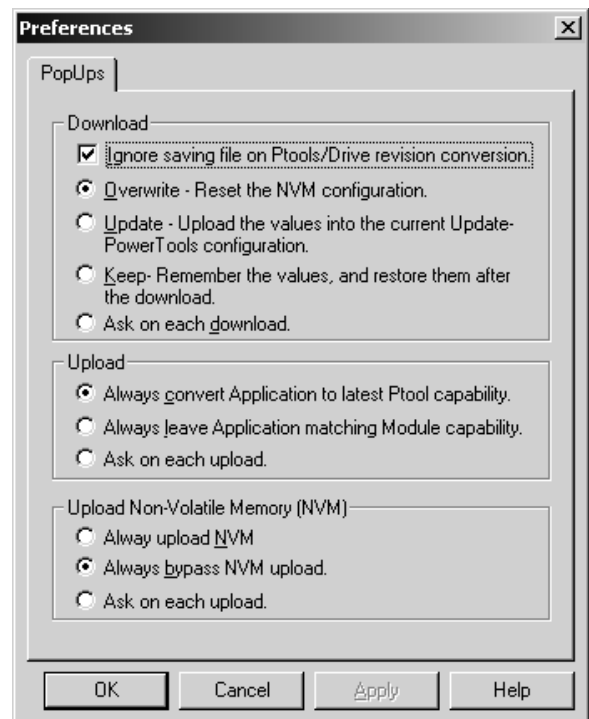 Preferences
PopUps
Download
Ignore saving file on Ptools/Drive revision conversion.
Overwrite - Reset the NVM configuration.
Update - Upload the values into the current Update-
PowerTools configuration.
Keep- Remember the values, and restore them after
the download.
Ask on each download.
Upload
Always convert Application to latest Ptool capability.
Always leave Application matching Module capability.
Ask on each upload.
Upload Non-Volatile Memory (NVM)
Alway upload NVM
Always bypass NVM upload.
Ask on each upload.
OK Cancel Apply Help